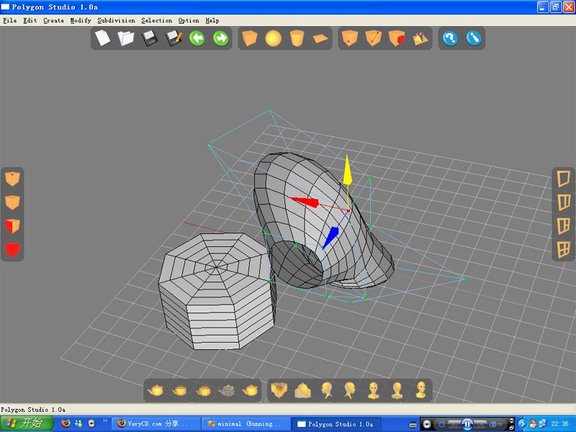 Polygon Studio 1.0a
File Edit Create Modify Subdivision Selection Option Help
Polygon Studio 1.0a
开始
VeryCD.com 分享...
minimal (Running
Polygon Studio 1.0a
22:36